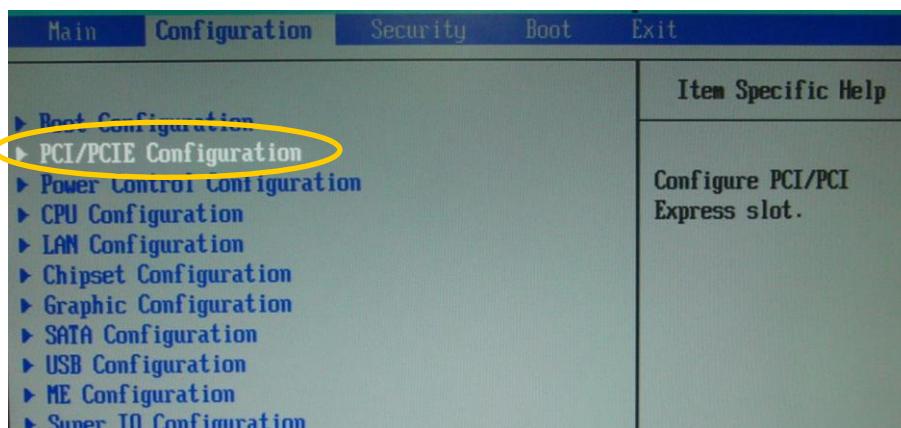 Main Configuration Security Boot Exit
Item Specific Help
Boot Configuration
PCI/PCIE Configuration
Power Control Configuration
CPU Configuration
LAN Configuration
Chipset Configuration
Graphic Configuration
SATA Configuration
USB Configuration
ME Configuration
Super IO Configuration
Configure PCI/PCI
Express slot.